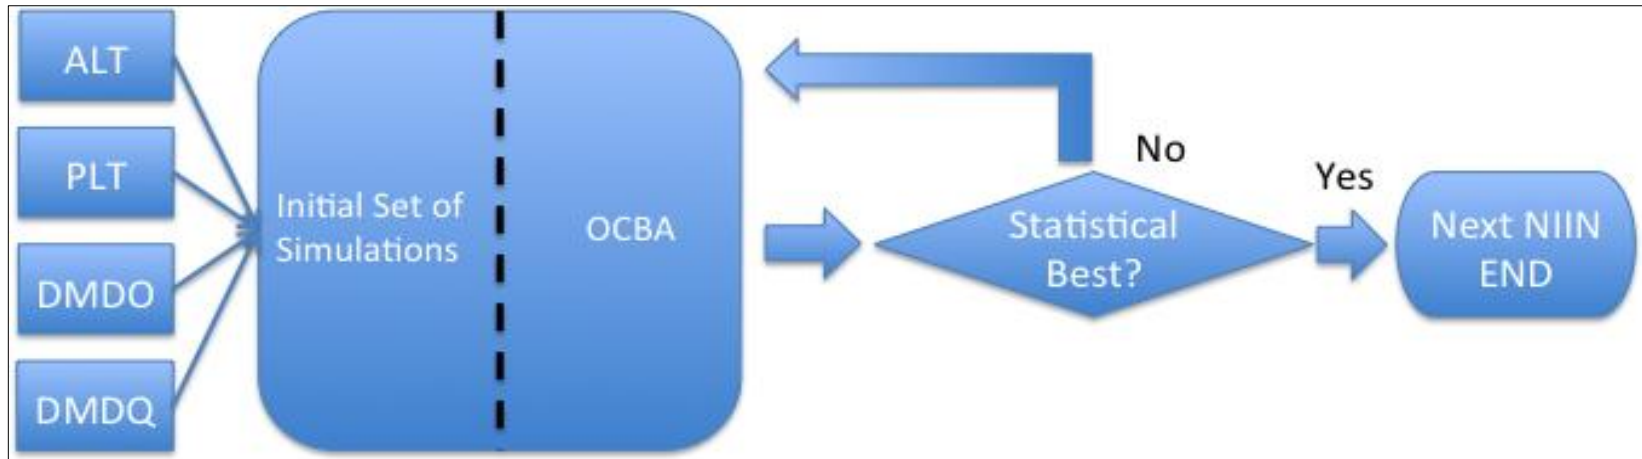 ALT
PLT
DMDO
DMDQ
Initial Set of
Simulations
OCBA
Statistical
Best?
No
Yes
Next NIIN
END